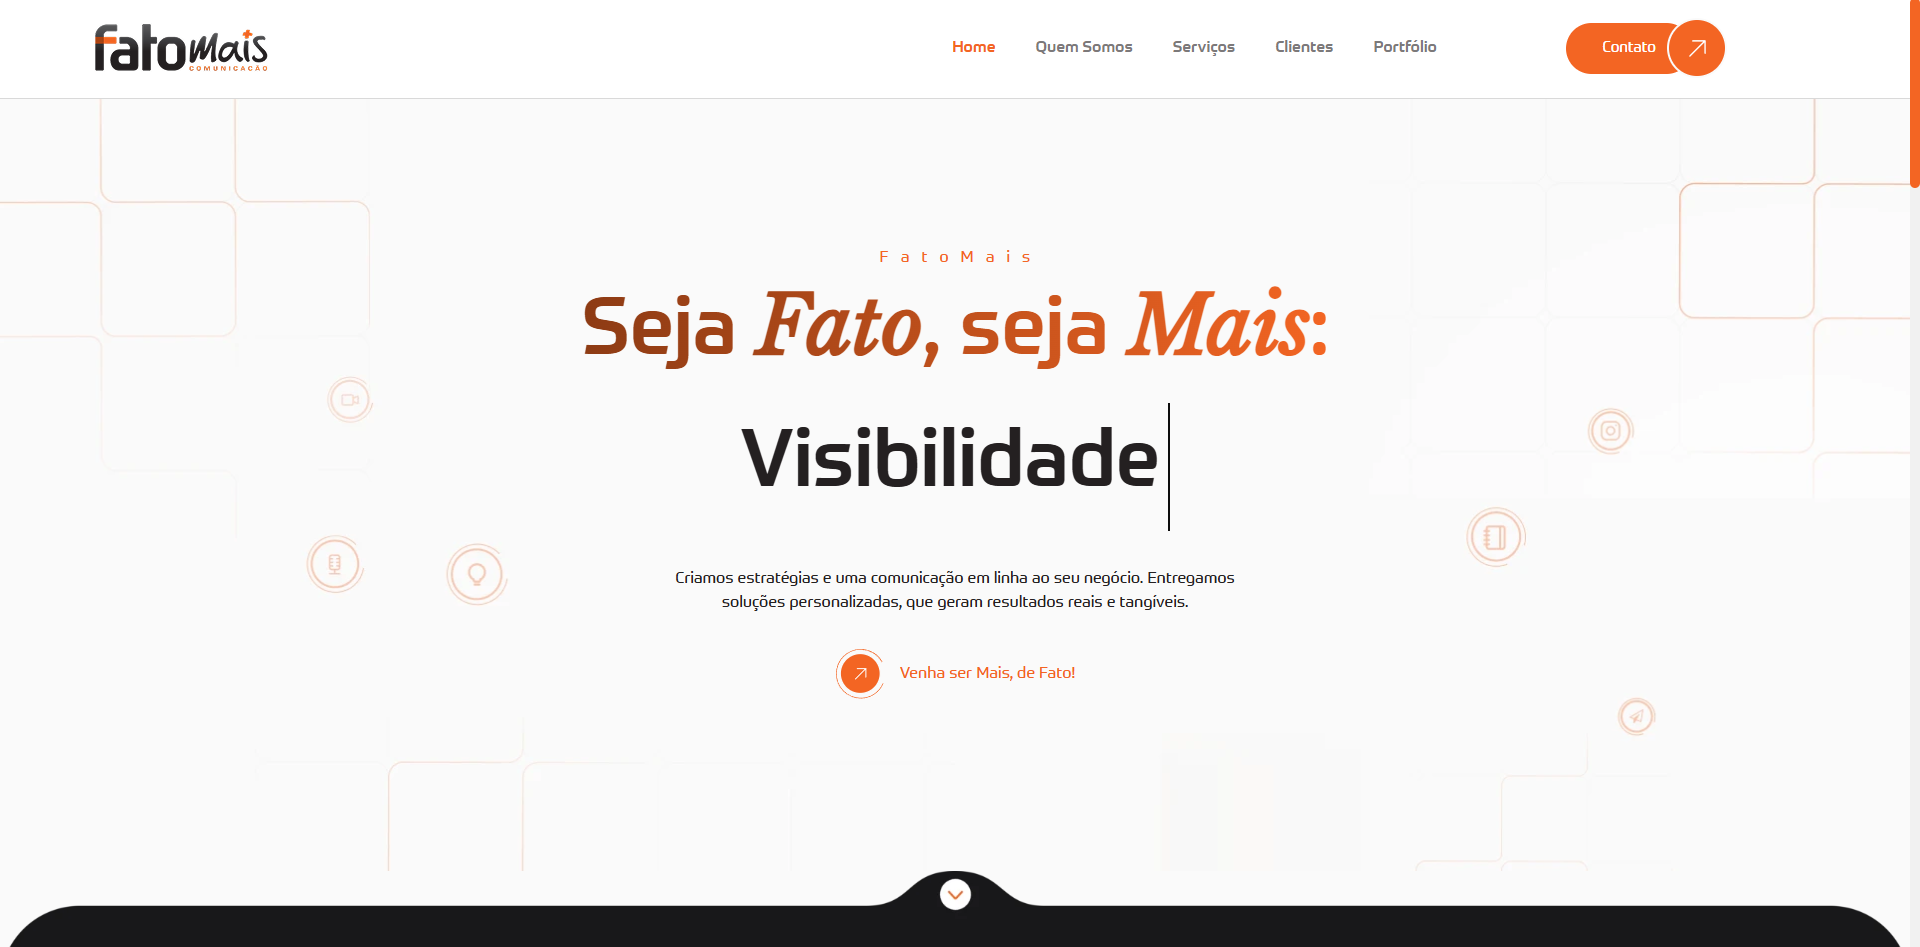 fatomais
COMUNICAÇÃO
Home
Quem Somos
Serviços
Clientes
Portfólio
Contato
FatoMais
Seja Fato, seja Mais:
Visibilidade
Criamos estratégias e uma comunicação em linha ao seu negócio. Entregamos
soluções personalizadas, que geram resultados reais e tangíveis.
Venha ser Mais, de Fato!